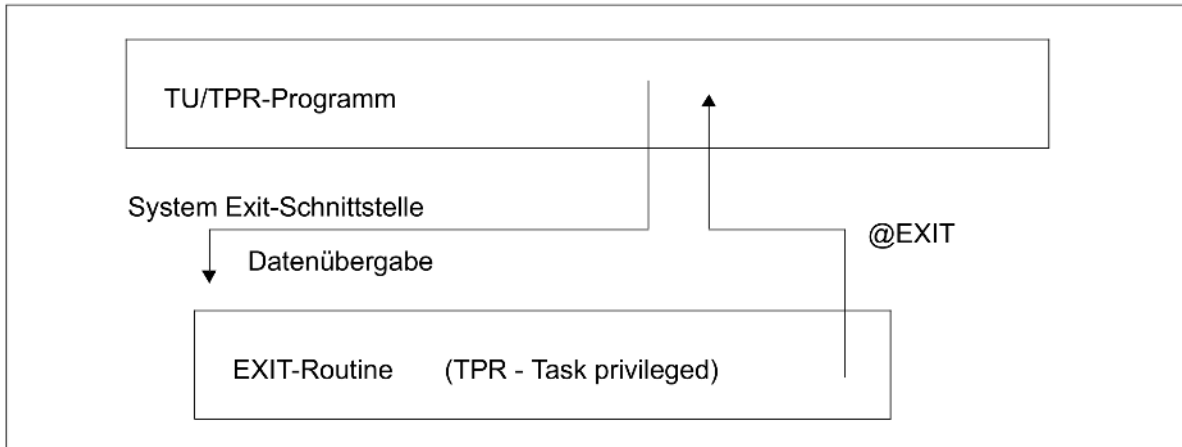 TU/TPR-Programm
System Exit-Schnittstelle
@EXIT
Datenübergabe
EXIT-Routine (TPR - Task privileged)